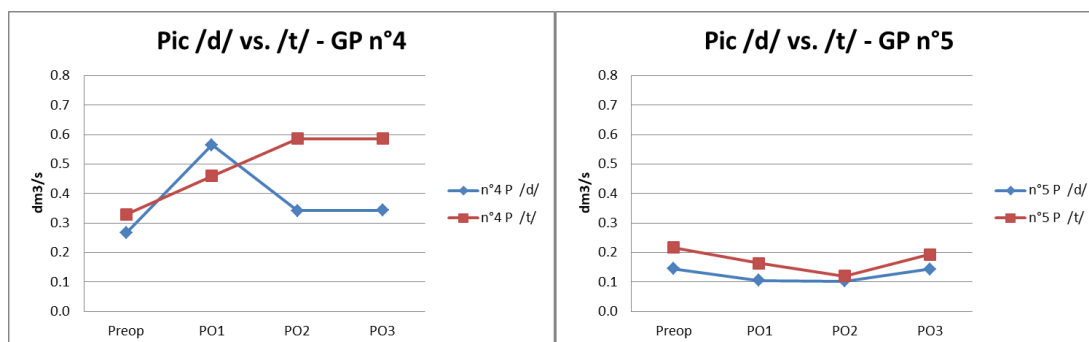 Pic /d/ vs. /t/ - GP n°4
0.8
0.7
0.6
0.5
0.4
0.3
0.2
0.1
0.0
dm3/s
Preop PO1 PO2 PO3
n°4 P /d/
n°4 P /t/
Pic /d/ vs. /t/ - GP n°5
0.8
0.7
0.6
0.5
0.4
0.3
0.2
0.1
0.0
dm3/s
Preop PO1 PO2 PO3
n°5 P /d/
n°5 P /t/